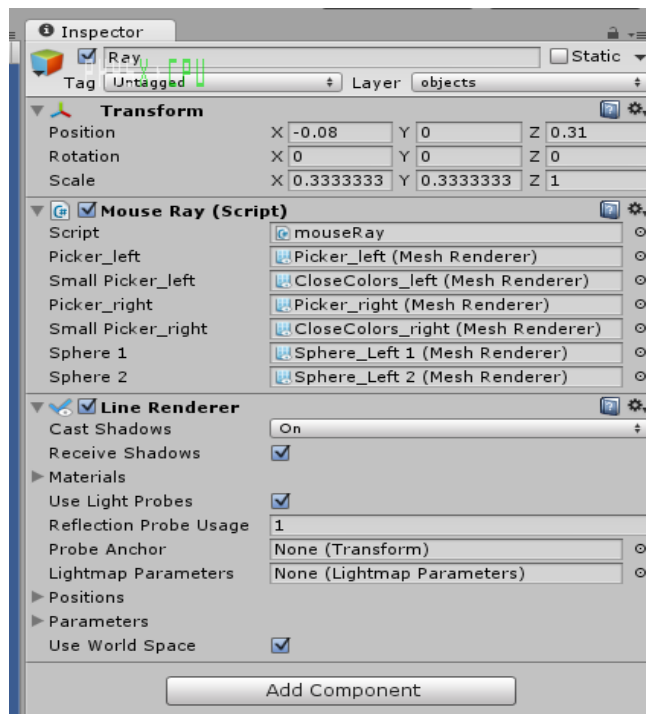 Inspector
Ray Static
Tag Untagged Layer objects
Transform
Position X -0.08 Y 0 Z 0.31
Rotation X 0 Y 0 Z 0
Scale X 0.3333333 Y 0.3333333 Z 1
Mouse Ray (Script)
Script mouseRay
Picker_left Picker_left (Mesh Renderer)
Small Picker_left CloseColors_left (Mesh Renderer)
Picker_right Picker_right (Mesh Renderer)
Small Picker_right CloseColors_right (Mesh Renderer)
Sphere 1 Sphere_Left 1 (Mesh Renderer)
Sphere 2 Sphere_Left 2 (Mesh Renderer)
Line Renderer
Cast Shadows On
Receive Shadows
Materials
Use Light Probes
Reflection Probe Usage 1
Probe Anchor None (Transform)
Lightmap Parameters None (Lightmap Parameters)
Positions
Parameters
Use World Space
Add Component